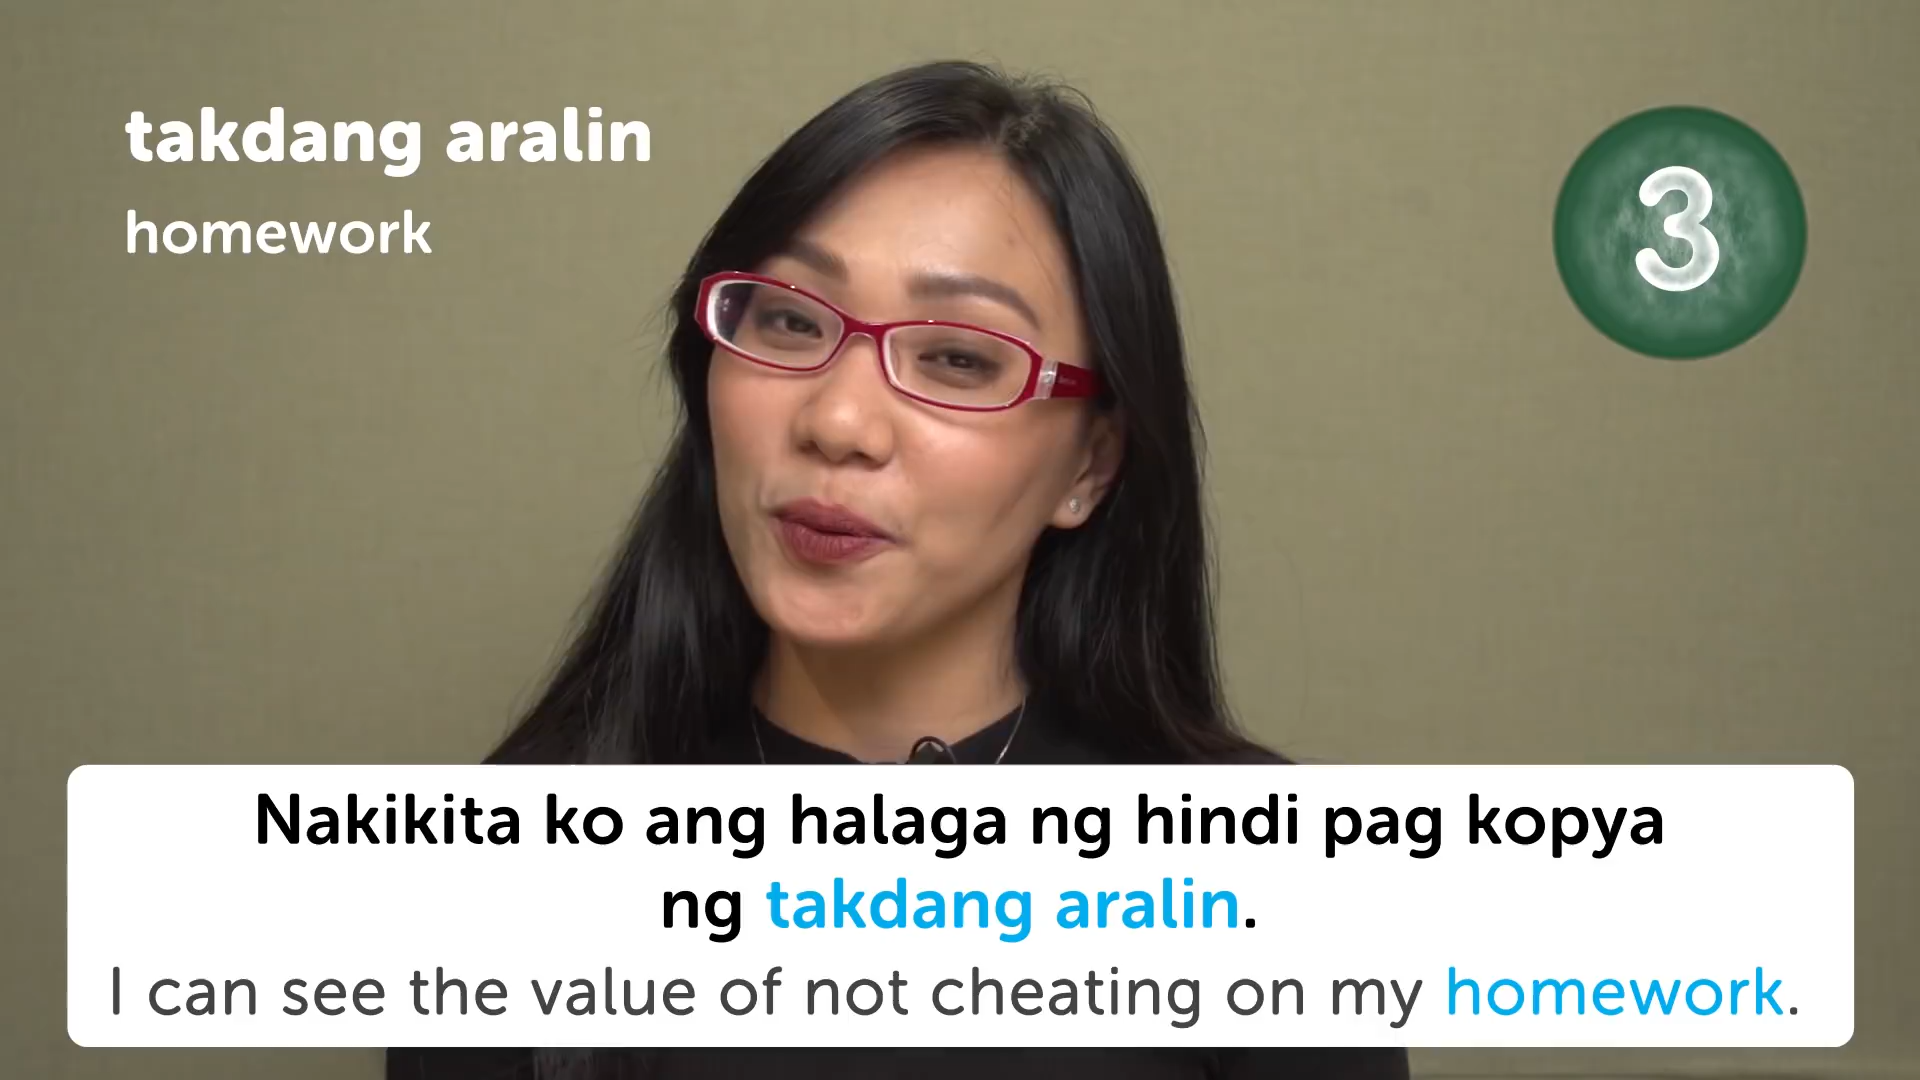 takdang aralin
homework
3
Nakikita ko ang halaga ng hindi pag kopya
ng takdang aralin.
I can see the value of not cheating on my homework.